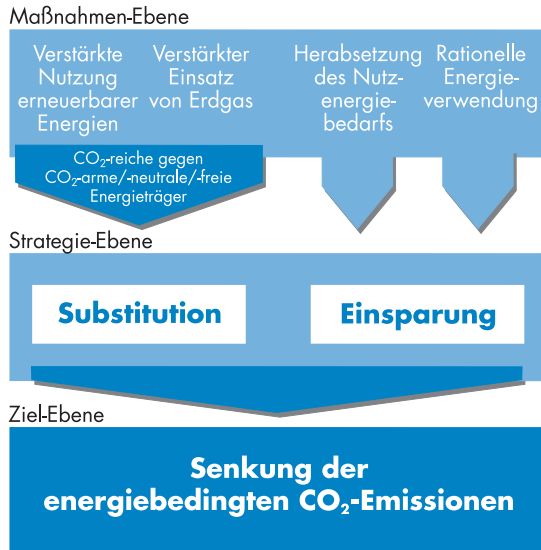 Maßnahmen-Ebene
Verstärkte
Nutzung
erneuerbarer
Energien
Verstärkter
Einsatz
von Erdgas
Herabsetzung
des Nutz-
energie-
bedarfs
Rationelle
Energie-
verwendung
CO₂-reiche gegen
CO₂-arme/-neutrale/-freie
Energieträger
Strategie-Ebene
Substitution
Einsparung
Ziel-Ebene
Senkung der
energiebedingten CO₂-Emissionen